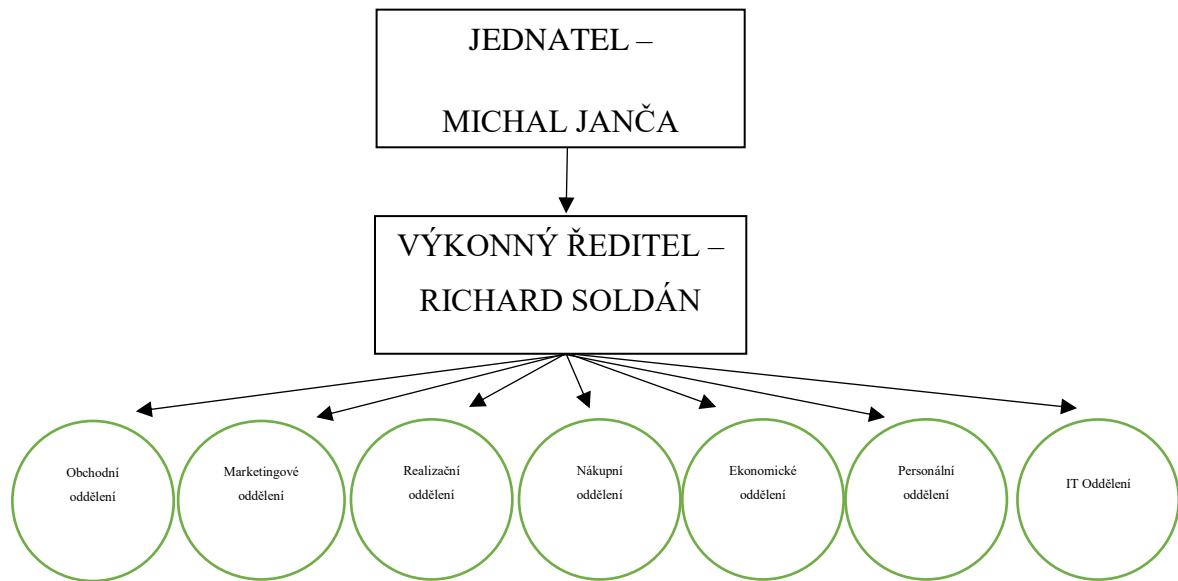 JEDNATEL –
MICHAL JANČA
VÝKONNÝ ŘEDITEL –
RICHARD SOLDÁN
Obchodní
oddělení
Marketingové
oddělení
Realizační
oddělení
Nákupní
oddělení
Ekonomické
oddělení
Personální
oddělení
IT Oddělení